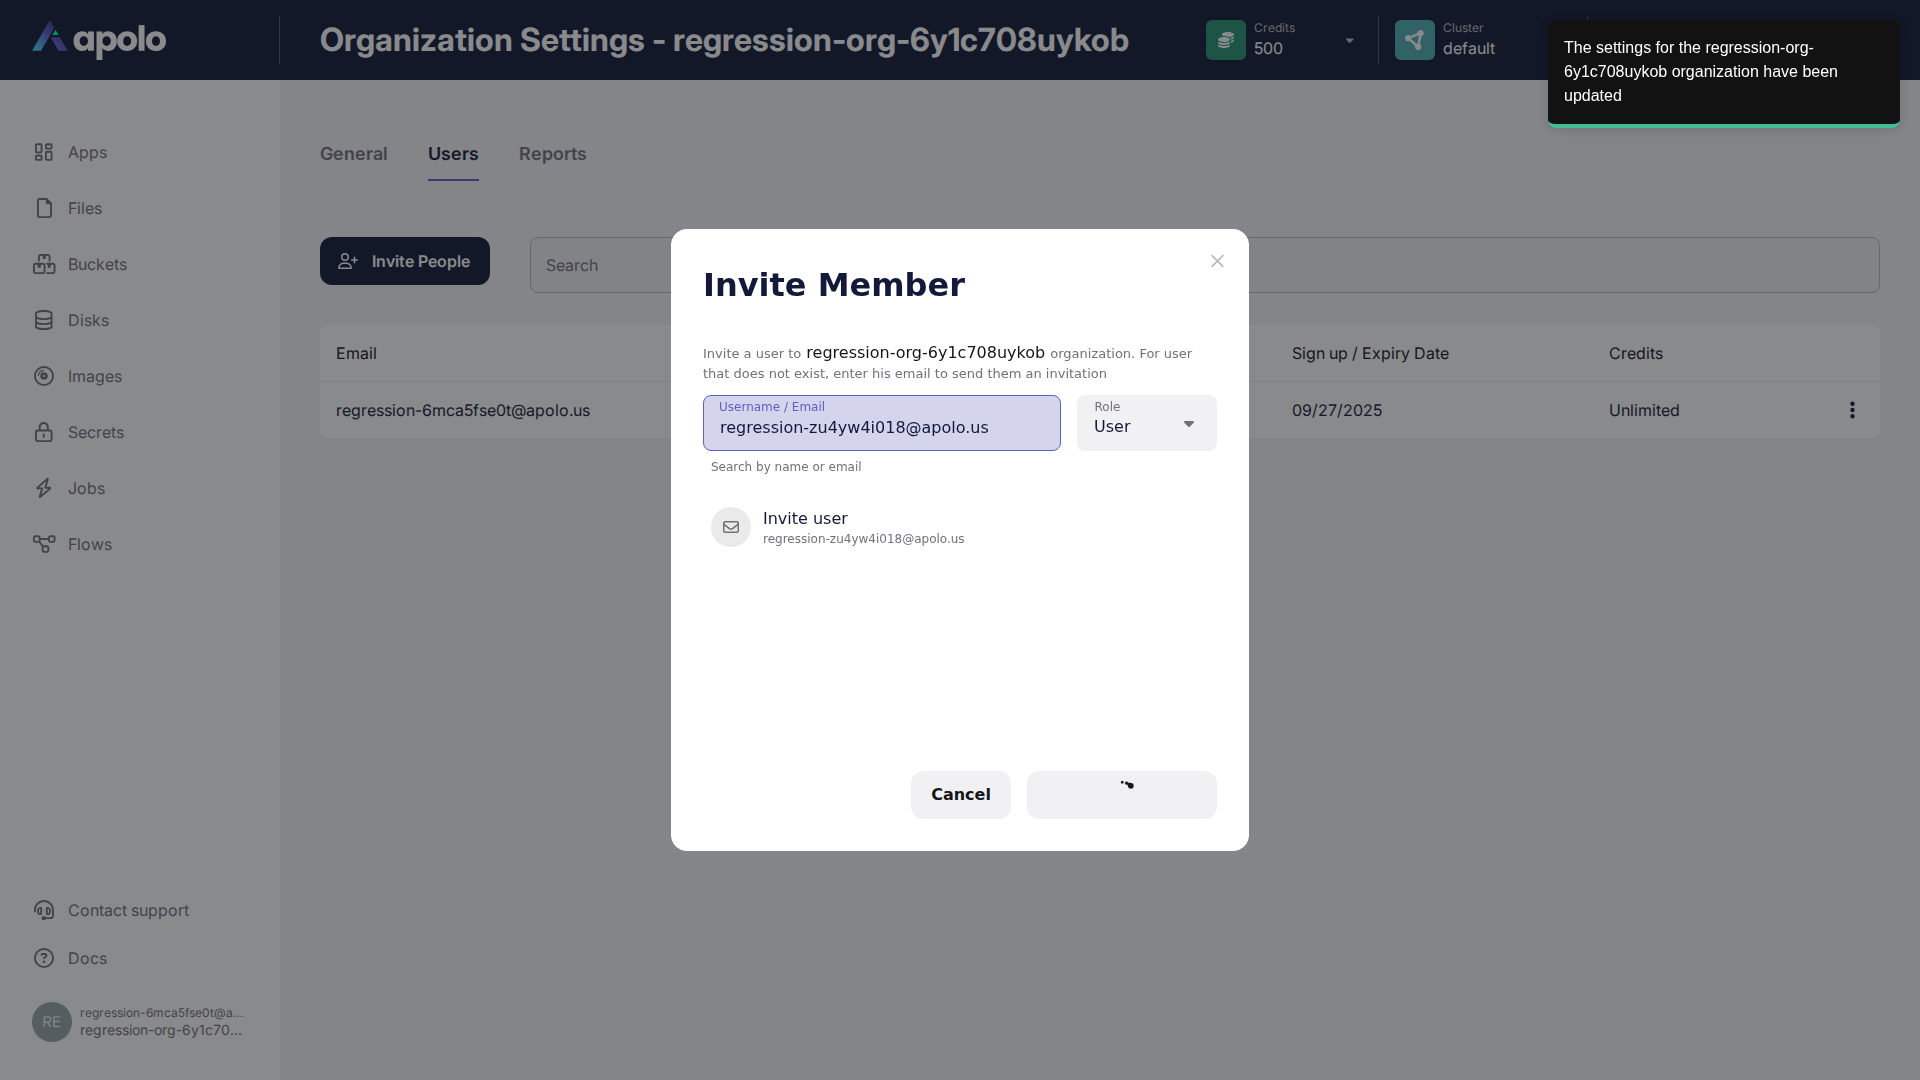 apolo
Organization Settings - regression-org-6y1c708uykob
Credits
500
Cluster
default
The settings for the regression-org-
6y1c708uykob organization have been
updated
Apps
Files
Buckets
Disks
Images
Secrets
Jobs
Flows
Contact support
Docs
RE
regression-6mca5fse0t@a...
regression-org-6y1c70...
General
Users
Reports
Invite People
Search
Email
Sign up / Expiry Date
Credits
regression-6mca5fse0t@apolo.us
09/27/2025
Unlimited
Invite Member
Invite a user to regression-org-6y1c708uykob organization. For user
that does not exist, enter his email to send them an invitation
Username / Email
regression-zu4yw4i018@apolo.us
Role
User
Search by name or email
Invite user
regression-zu4yw4i018@apolo.us
Cancel